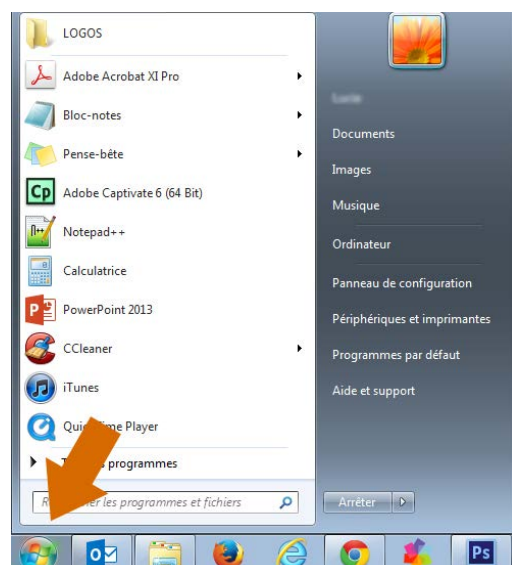 LOGOS
Adobe Acrobat XI Pro
Bloc-notes
Pense-bête
Cp Adobe Captivate 6 (64 Bit)
Notepad++
Calculatrice
PowerPoint 2013
CCleaner
iTunes
Player
programmes
les programmes et fichiers
Documents
Images
Musique
Ordinateur
Panneau de configuration
Périphériques et imprimantes
Programmes par défaut
Aide et support
Arrêter
Ps